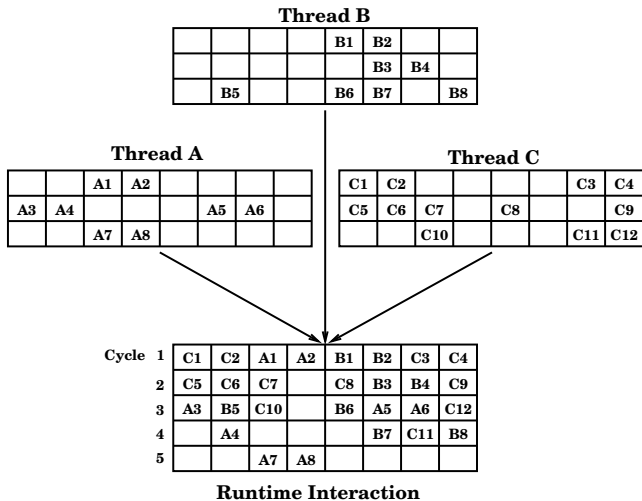 Thread B
B1 B2
B3 B4
B5 B6 B7 B8
Thread A
A1 A2
A3 A4 A5 A6
A7 A8
Thread C
C1 C2 C3 C4
C5 C6 C7 C8 C9
C10 C11 C12
Cycle 1 C1 C2 A1 A2 B1 B2 C3 C4
2 C5 C6 C7 C8 B3 B4 C9
3 A3 B5 C10 B6 A5 A6 C12
4 A4 B7 C11 B8
5 A7 A8
Runtime Interaction